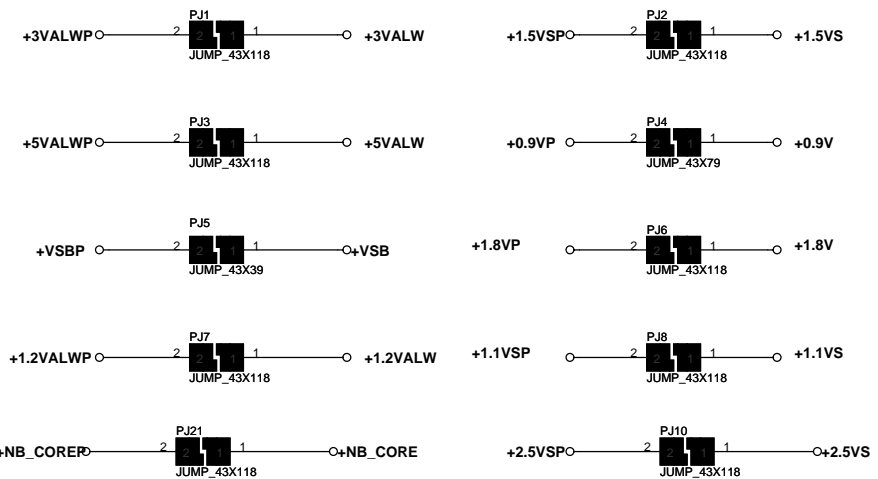 PJ1
+3VALWP 2 2 1 1 +3VALW
JUMP_43X118
PJ2
+1.5VSP 2 2 1 1 +1.5VS
JUMP_43X118
PJ3
+5VALWP 2 2 1 1 +5VALW
JUMP_43X118
PJ4
+0.9VP 2 2 1 1 +0.9V
JUMP_43X79
PJ5
+VSBP 2 2 1 1 +VSB
JUMP_43X39
PJ6
+1.8VP 2 2 1 1 +1.8V
JUMP_43X118
PJ7
+1.2VALWP 2 2 1 1 +1.2VALW
JUMP_43X118
PJ8
+1.1VSP 2 2 1 1 +1.1VS
JUMP_43X118
PJ21
+NB_COREP 2 2 1 1 +NB_CORE
JUMP_43X118
PJ10
+2.5VSP 2 2 1 1 +2.5VS
JUMP_43X118